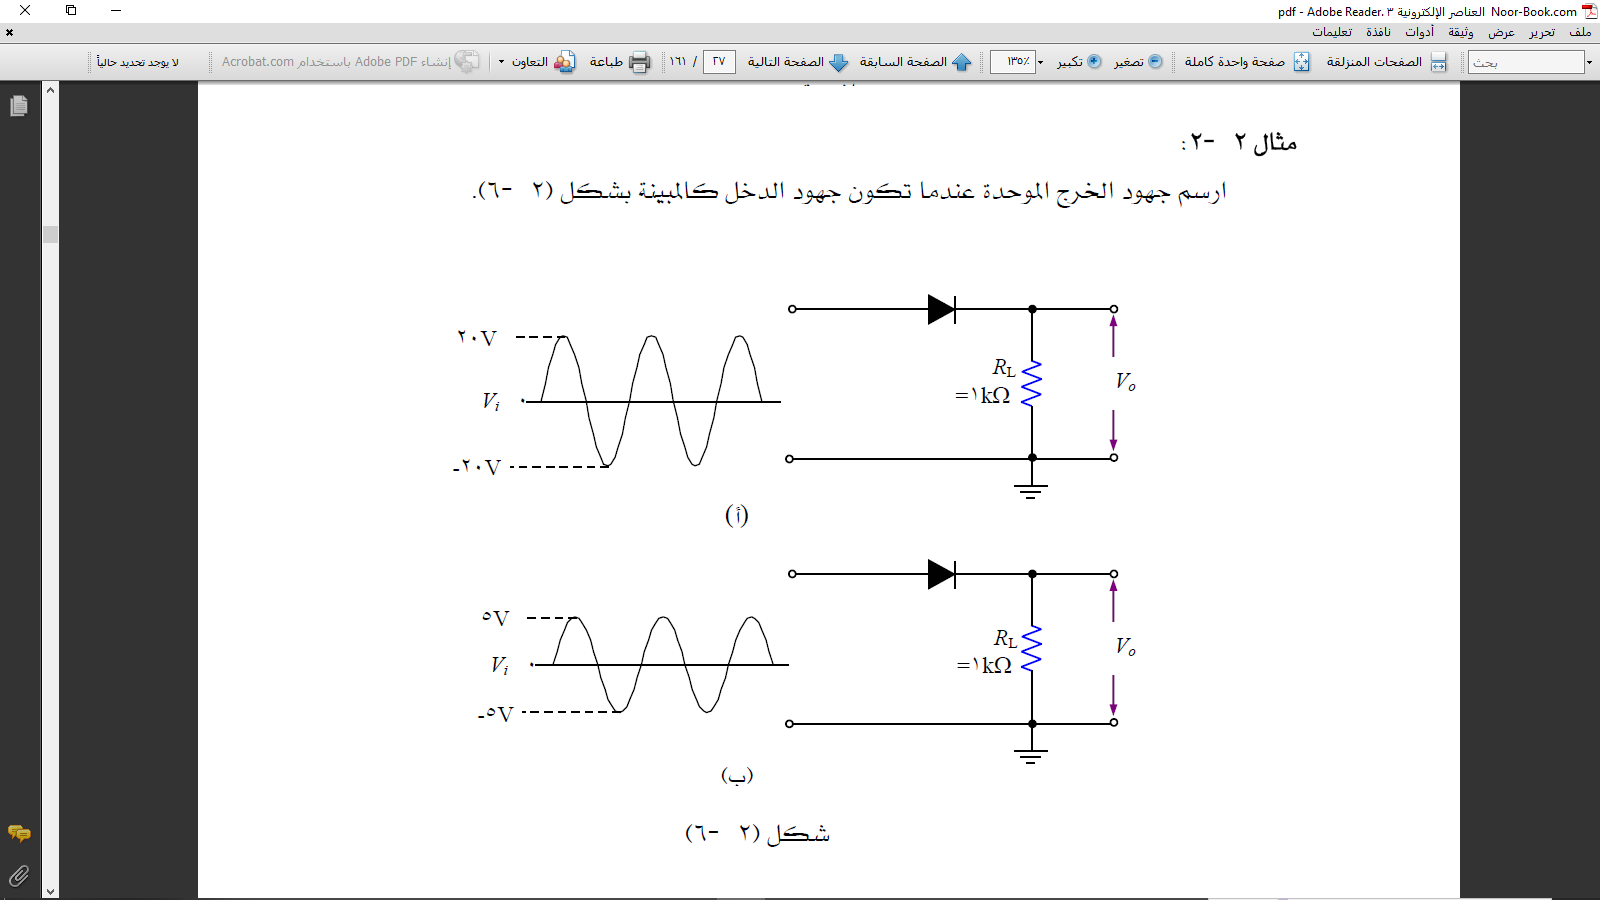 Noor-Book.com العناصر الإلكترونية ٣ .pdf - Adobe Reader
ملف تحرير عرض وثيقة أدوات نافذة تعليمات
بحث الصفحات المنزلقة صفحة واحدة كاملة تصغير تكبير ١٣٥٪ الصفحة السابقة الصفحة التالية ٢٧ / ١٦١ طباعة التعاون إنشاء Adobe PDF باستخدام Acrobat.com لا يوجد تحديد حالياً
مثال ٢ -٢:
ارسم جهود الخرج الموحدة عندما تكون جهود الدخل كالمبينة بشكل (٢ -٦).
٢٠V
Vi ٠
-٢٠V
RL
=١kΩ
Vo
(أ)
٥V
Vi ٠
-٥V
RL
=١kΩ
Vo
(ب)
شكل (٢ -٦)